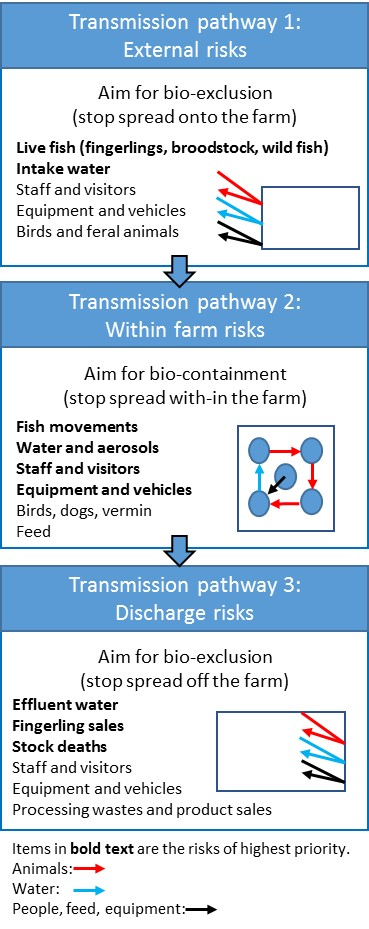 Transmission pathway 1:
External risks
Aim for bio-exclusion
(stop spread onto the farm)
Live fish (fingerlings, broodstock, wild fish)
Intake water
Staff and visitors
Equipment and vehicles
Birds and feral animals
Transmission pathway 2:
Within farm risks
Aim for bio-containment
(stop spread with-in the farm)
Fish movements
Water and aerosols
Staff and visitors
Equipment and vehicles
Birds, dogs, vermin
Feed
Transmission pathway 3:
Discharge risks
Aim for bio-exclusion
(stop spread off the farm)
Effluent water
Fingerling sales
Stock deaths
Staff and visitors
Equipment and vehicles
Processing wastes and product sales
Items in bold text are the risks of highest priority.
Animals:
Water:
People, feed, equipment: